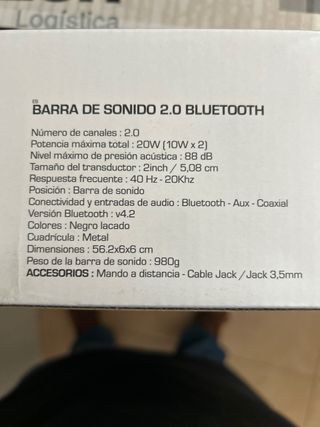 Logística
ES
BARRA DE SONIDO 2.0 BLUETOOTH
Número de canales : 2.0
Potencia máxima total : 20W (10W x 2)
Nivel máximo de presión acústica : 88 dB
Tamaño del transductor : 2inch / 5,08 cm
Respuesta frecuente : 40 Hz - 20Khz
Posición : Barra de sonido
Conectividad y entradas de audio : Bluetooth - Aux - Coaxial
Versión Bluetooth : v4.2
Colores : Negro lacado
Cuadrícula : Metal
Dimensiones : 56.2x6x6 cm
Peso de la barra de sonido : 980g
ACCESORIOS : Mando a distancia - Cable Jack / Jack 3,5mm